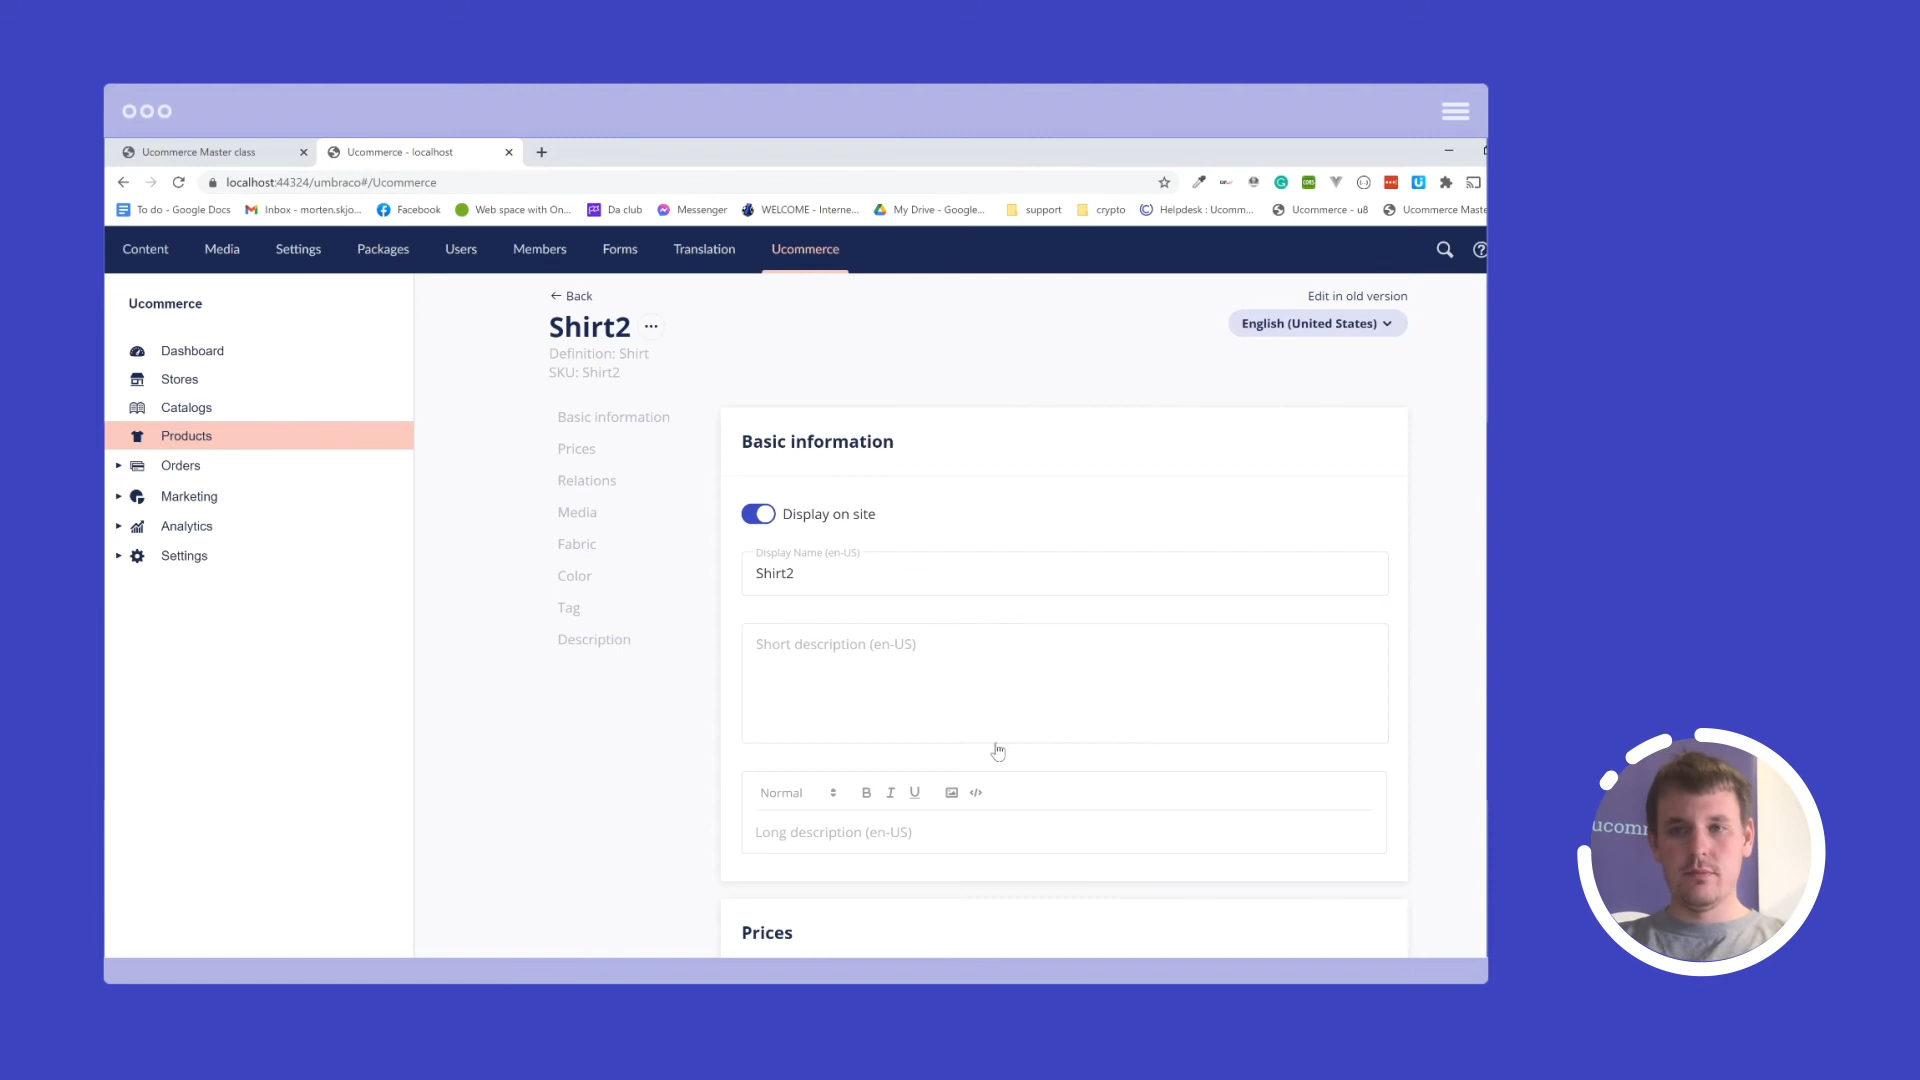 Ucommerce Master class
Ucommerce - localhost
localhost:44324/umbraco#/Ucommerce
To do - Google Docs
Inbox - morten.skjo...
Facebook
Web space with On...
Da club
Messenger
WELCOME - Interne...
My Drive - Google...
support
crypto
Helpdesk : Ucomm...
Ucommerce - u8
Ucommerce Maste
Content
Media
Settings
Packages
Users
Members
Forms
Translation
Ucommerce
Ucommerce
Dashboard
Stores
Catalogs
Products
Orders
Marketing
Analytics
Settings
← Back
Edit in old version
Shirt2 ...
English (United States)
Definition: Shirt
SKU: Shirt2
Basic information
Prices
Relations
Media
Fabric
Color
Tag
Description
Basic information
Display on site
Display Name (en-US)
Shirt2
Short description (en-US)
Normal
B I U
Long description (en-US)
Prices
ucomm